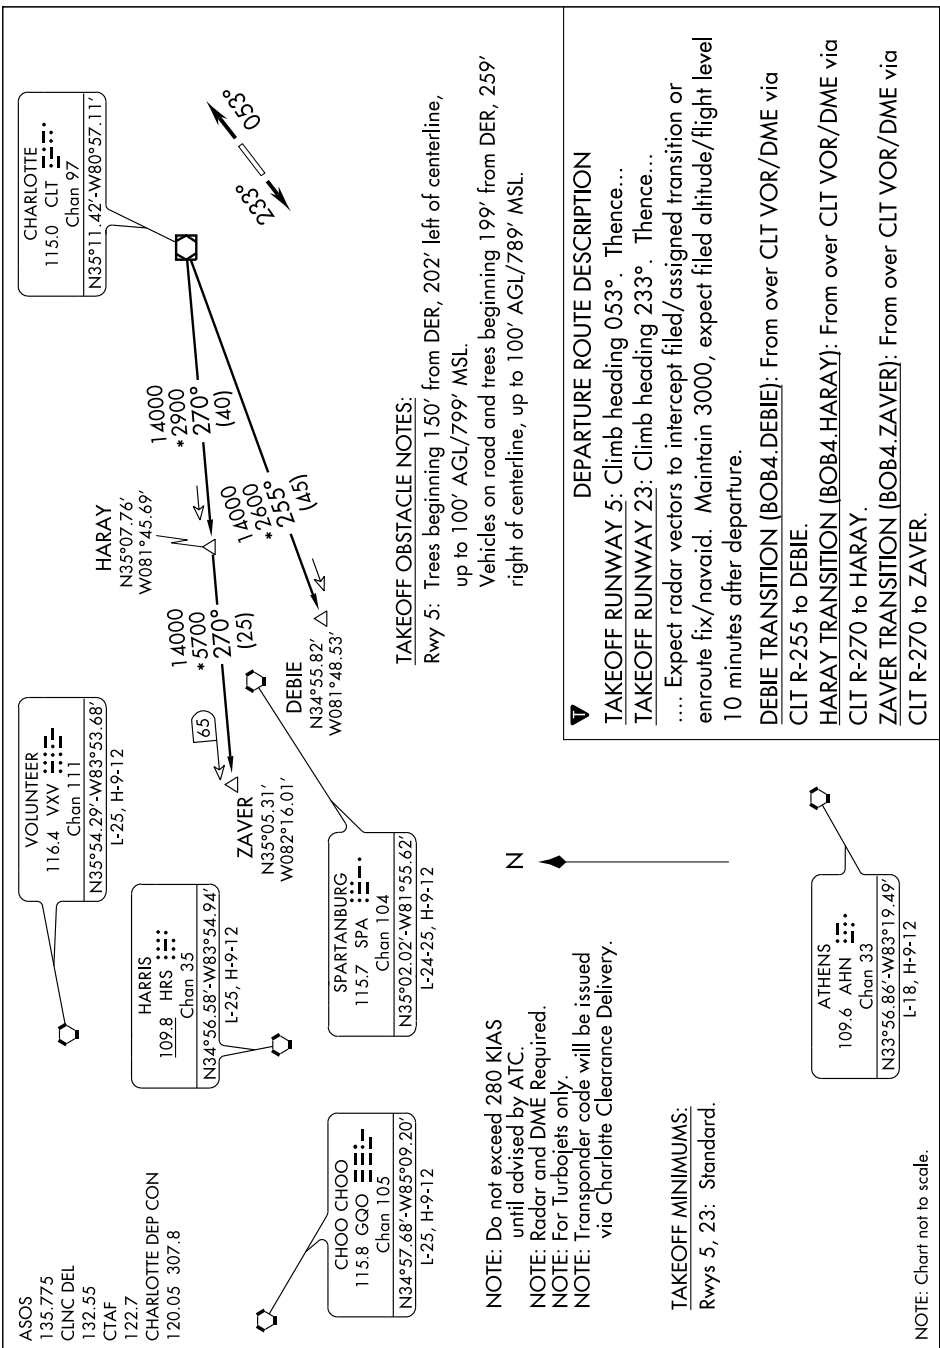 ASOS
135.775
CLNC DEL
132.55
CTAF
122.7
CHARLOTTE DEP CON
120.05 307.8
VOLUNTEER
116.4 VXV
Chan 111
N35°54.29'-W83°53.68'
L-25, H-9-12
HARRIS
109.8 HRS
Chan 35
N34°56.58'-W83°54.94'
L-25, H-9-12
CHOO CHOO
115.8 GQO
Chan 105
N34°57.68'-W85°09.20'
L-25, H-9-12
SPARTANBURG
115.7 SPA
Chan 104
N35°02.02'-W81°55.62'
L-24-25, H-9-12
ATHENS
109.6 AHN
Chan 33
N33°56.86'-W83°19.49'
L-18, H-9-12
CHARLOTTE
115.0 CLT
Chan 97
N35°11.42'-W80°57.11'
053°
233°
HARAY
N35°07.76'
W081°45.69'
14000
*2900
270°
(40)
14000
*2600
255°
(45)
14000
*5700
270°
(25)
65
ZAVER
N35°05.31'
W082°16.01'
DEBIE
N34°55.82'
W081°48.53'
N
TAKEOFF OBSTACLE NOTES:
Rwy 5: Trees beginning 150' from DER, 202' left of centerline,
up to 100' AGL/799' MSL.
Vehicles on road and trees beginning 199' from DER, 259'
right of centerline, up to 100' AGL/789' MSL.
NOTE: Do not exceed 280 KIAS
until advised by ATC.
NOTE: Radar and DME Required.
NOTE: For Turbojets only.
NOTE: Transponder code will be issued
via Charlotte Clearance Delivery.
TAKEOFF MINIMUMS:
Rwys 5, 23: Standard.
NOTE: Chart not to scale.
T
DEPARTURE ROUTE DESCRIPTION
TAKEOFF RUNWAY 5: Climb heading 053°. Thence...
TAKEOFF RUNWAY 23: Climb heading 233°. Thence...
.... Expect radar vectors to intercept filed/assigned transition or
enroute fix/navaid. Maintain 3000, expect filed altitude/flight level
10 minutes after departure.
DEBIE TRANSITION (BOB4.DEBIE): From over CLT VOR/DME via
CLT R-255 to DEBIE.
HARAY TRANSITION (BOB4.HARAY): From over CLT VOR/DME via
CLT R-270 to HARAY.
ZAVER TRANSITION (BOB4.ZAVER): From over CLT VOR/DME via
CLT R-270 to ZAVER.